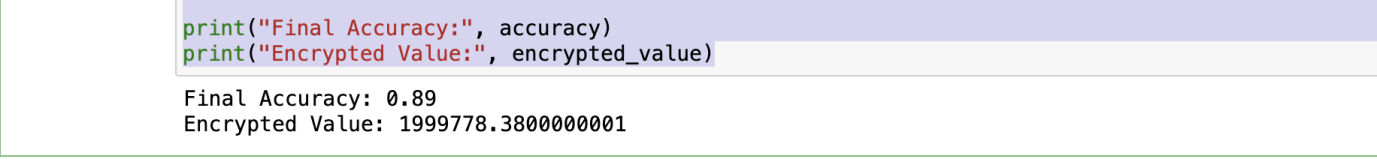 print("Final Accuracy:", accuracy)
print("Encrypted Value:", encrypted_value)
Final Accuracy: 0.89
Encrypted Value: 1999778.3800000001